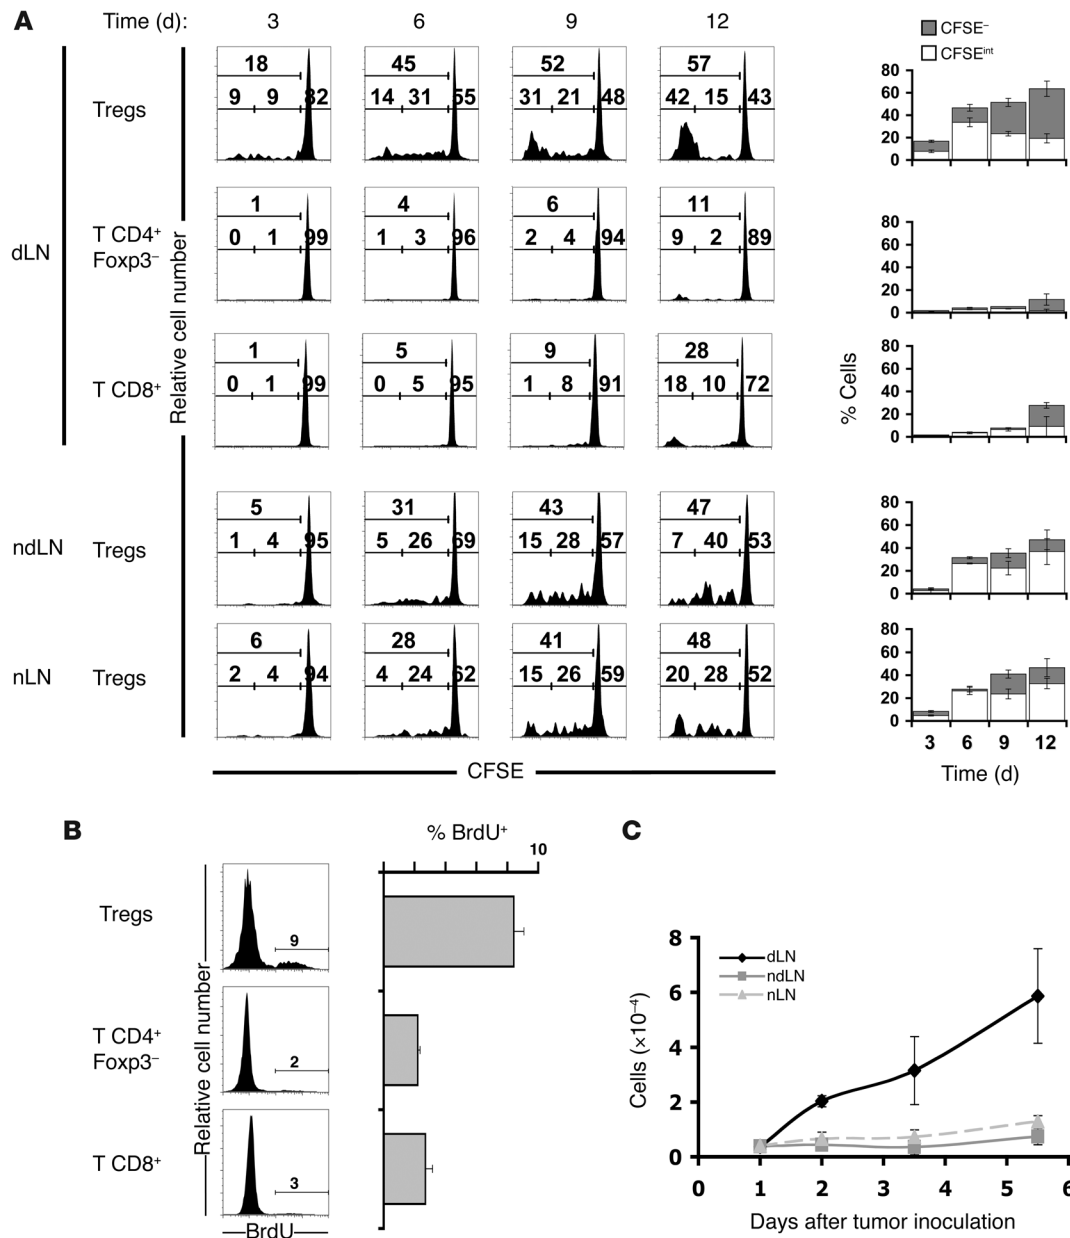 A
Time (d): 3 6 9 12
CFSE⁻
CFSEⁱⁿᵗ
dLN
Relative cell number
Tregs
18
9 9 82
45
14 31 55
52
31 21 48
57
42 15 43
80
60
40
20
0
T CD4⁺
Foxp3⁻
1
0 1 99
4
1 3 96
6
2 4 94
11
9 2 89
80
60
40
20
0
T CD8⁺
1
0 1 99
5
0 5 95
9
1 8 91
28
18 10 72
% Cells
80
60
40
20
0
ndLN Tregs
5
1 4 95
31
5 26 69
43
15 28 57
47
7 40 53
80
60
40
20
0
nLN Tregs
6
2 4 94
28
4 24 62
41
15 26 59
48
20 28 52
80
60
40
20
0
3 6 9 12
Time (d)
CFSE
B
% BrdU⁺
10
Relative cell number
Tregs
9
T CD4⁺
Foxp3⁻
2
T CD8⁺
3
BrdU
C
Cells (×10⁻⁴)
8
6
4
2
0
dLN
ndLN
nLN
0 1 2 3 4 5 6
Days after tumor inoculation